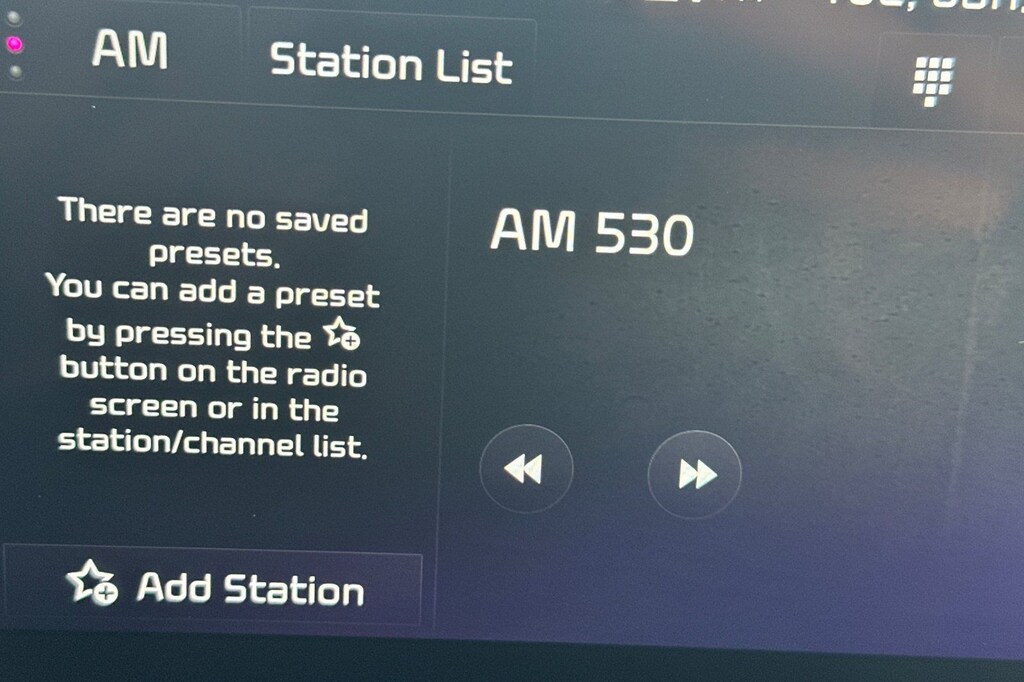 AM
Station List
There are no saved
presets.
You can add a preset
by pressing the
button on the radio
screen or in the
station/channel list.
AM 530
Add Station